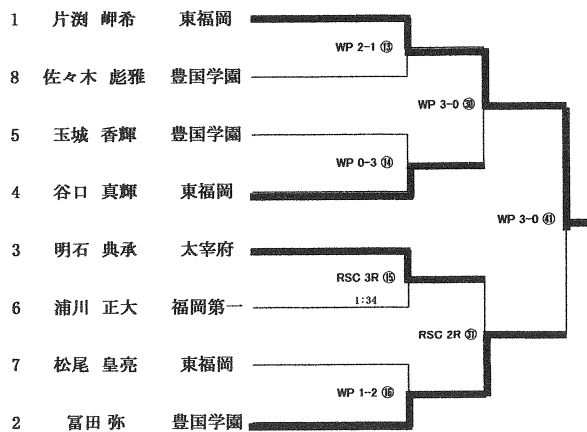 1 片渕 岬希 東福岡
WP 2-1 ⑬
8 佐々木 彪雅 豊国学園
WP 3-0 ㉚
5 玉城 香輝 豊国学園
WP 0-3 ⑭
4 谷口 真輝 東福岡
WP 3-0 ㊶
3 明石 典承 太宰府
RSC 3R ⑮
1:34
6 浦川 正大 福岡第一
RSC 2R ㉛
7 松尾 皇亮 東福岡
WP 1-2 ⑯
2 冨田 弥 豊国学園